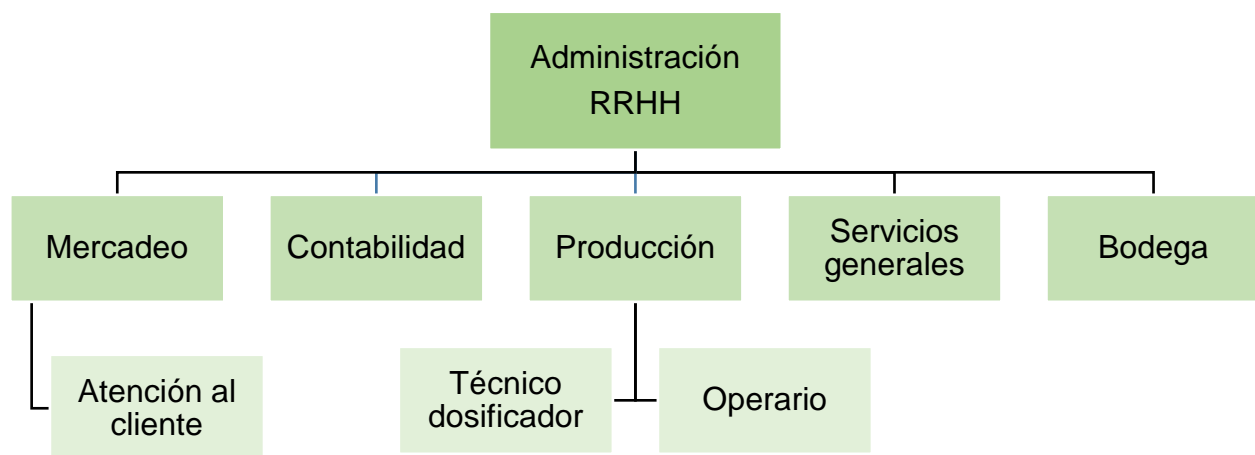 Administración
RRHH
Mercadeo
Contabilidad
Producción
Servicios
generales
Bodega
Atención al
cliente
Técnico
dosificador
Operario